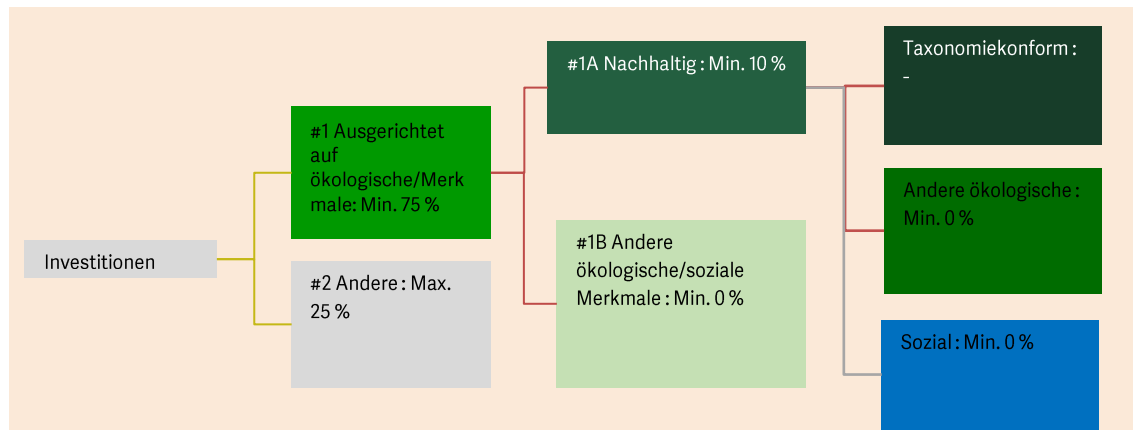 Investitionen
#1 Ausgerichtet
auf
ökologische/Merk
male: Min. 75 %
#2 Andere : Max.
25 %
#1A Nachhaltig : Min. 10 %
#1B Andere
ökologische/soziale
Merkmale : Min. 0 %
Taxonomiekonform :
-
Andere ökologische :
Min. 0 %
Sozial : Min. 0 %